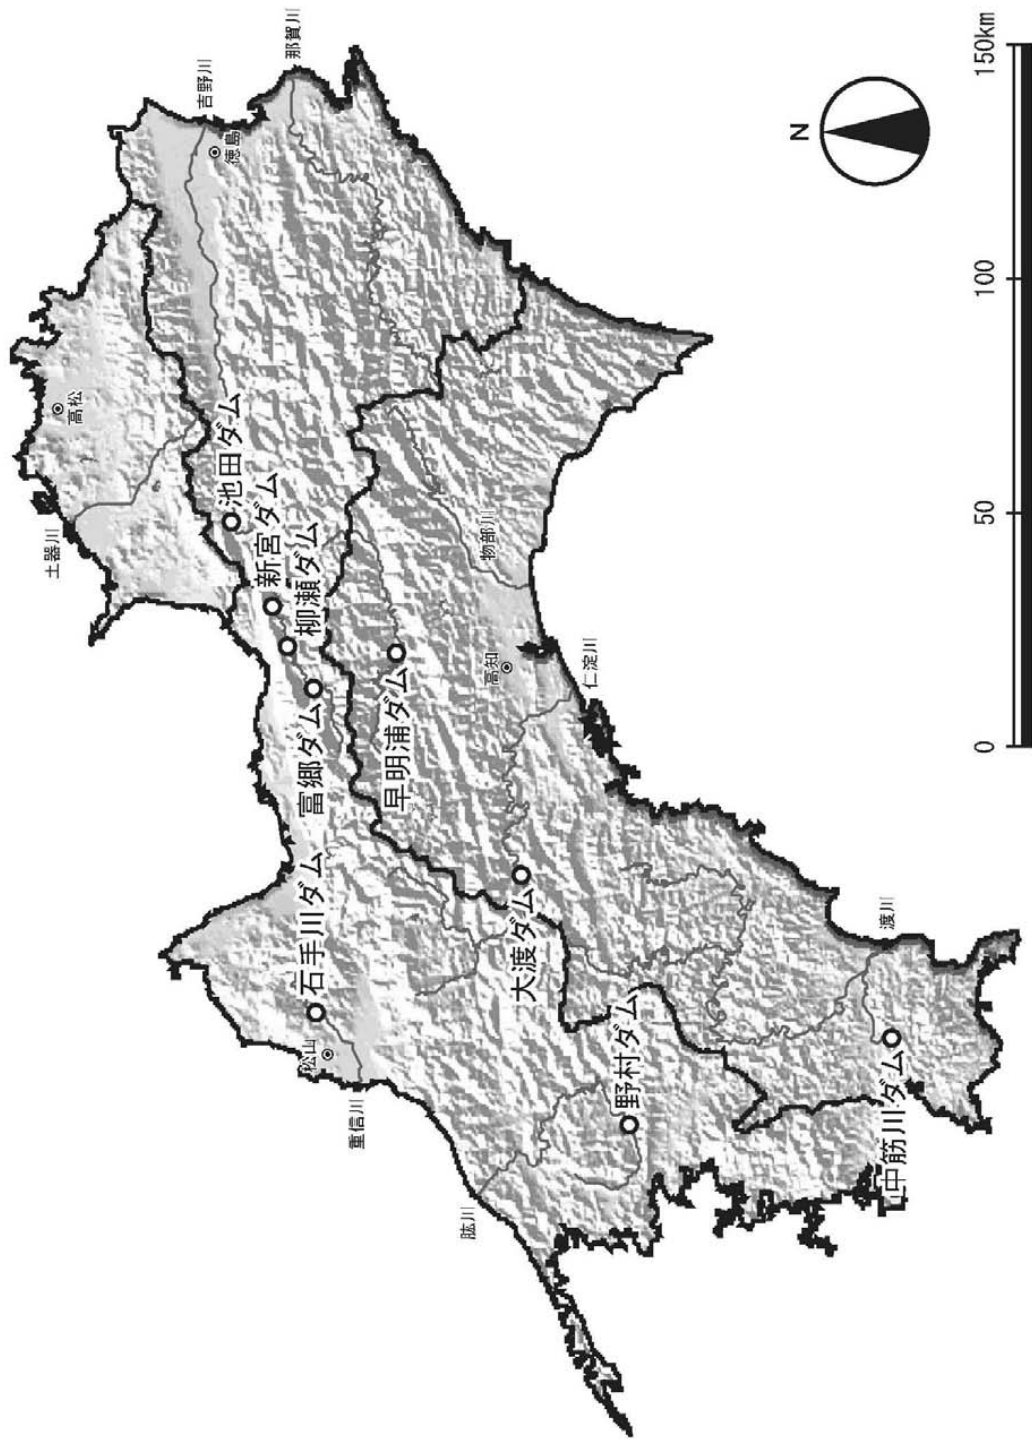 土器川
高松
吉野川
徳島
那賀川
池田ダム
新宮ダム
柳瀬ダム
富郷ダム
早明浦ダム
石手川ダム
松山
重信川
物部川
高知
仁淀川
大渡ダム
肱川
野村ダム
渡川
中筋川ダム
N
0
50
100
150km